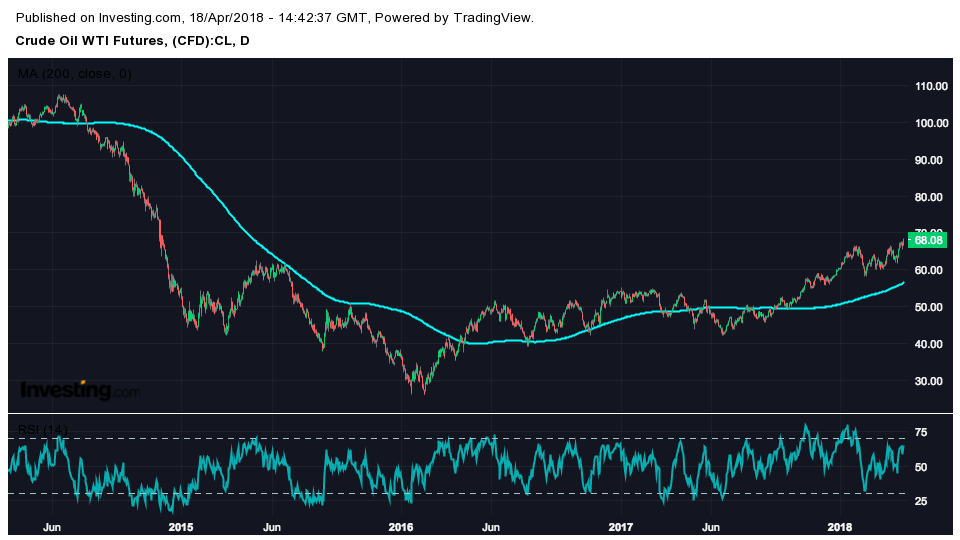 Published on Investing.com, 18/Apr/2018 - 14:42:37 GMT, Powered by TradingView.
Crude Oil WTI Futures, (CFD):CL, D
MA (200, close, 0)
110.00
100.00
90.00
80.00
70.00
68.08
60.00
50.00
40.00
30.00
Investing.com
RSI (14)
75
50
25
Jun 2015 Jun 2016 Jun 2017 Jun 2018